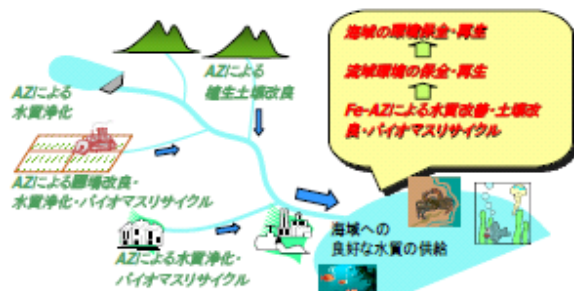 海域の環境保全・再生
流域環境の保全・再生
Fe-AZによる水質改善・土壌改
良・バイオマスリサイクル
AZによる
水質浄化
AZによる
植生土壌改良
AZによる圃場改良・
水質浄化・バイオマスリサイクル
AZによる水質浄化・
バイオマスリサイクル
海域への
良好な水質の供給